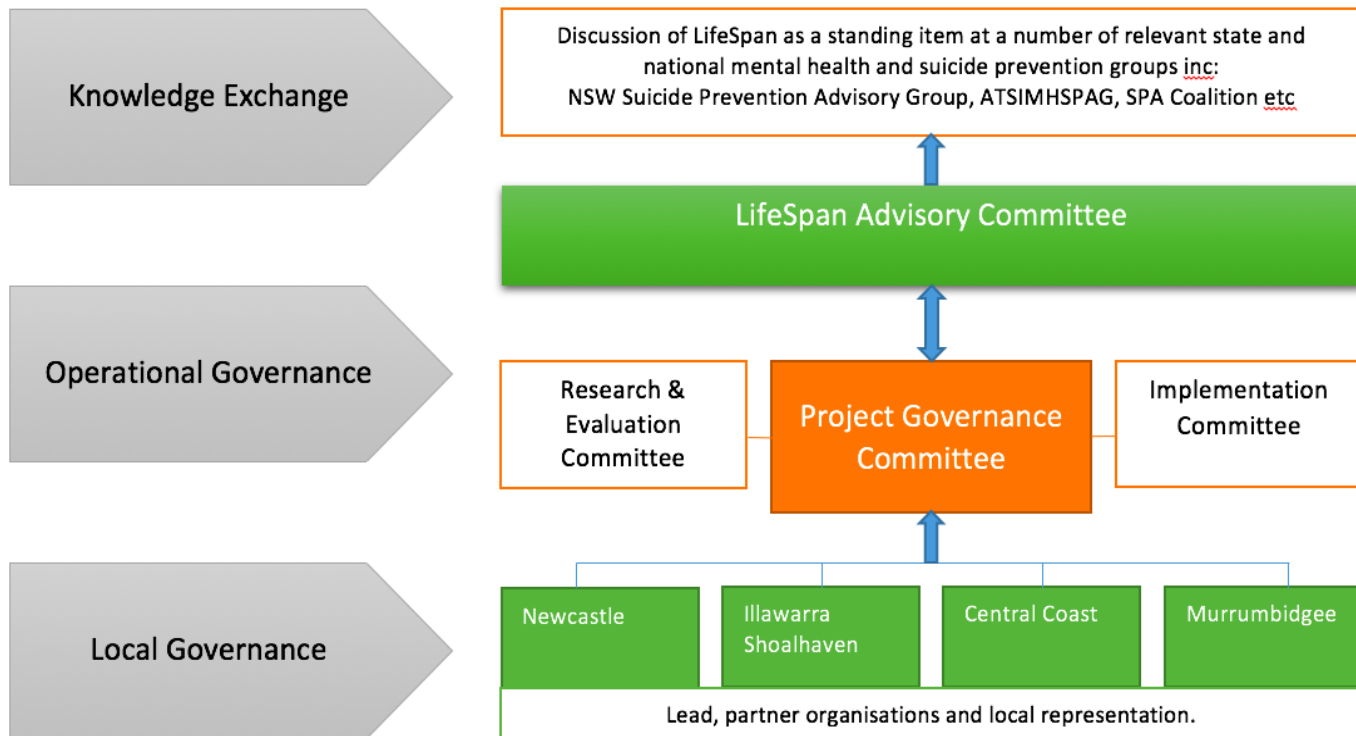 Knowledge Exchange
Discussion of LifeSpan as a standing item at a number of relevant state and
national mental health and suicide prevention groups inc:
NSW Suicide Prevention Advisory Group, ATSIMHSPAG, SPA Coalition etc
LifeSpan Advisory Committee
Operational Governance
Research &
Evaluation
Committee
Project Governance
Committee
Implementation
Committee
Local Governance
Newcastle
Illawarra
Shoalhaven
Central Coast
Murrumbidgee
Lead, partner organisations and local representation.